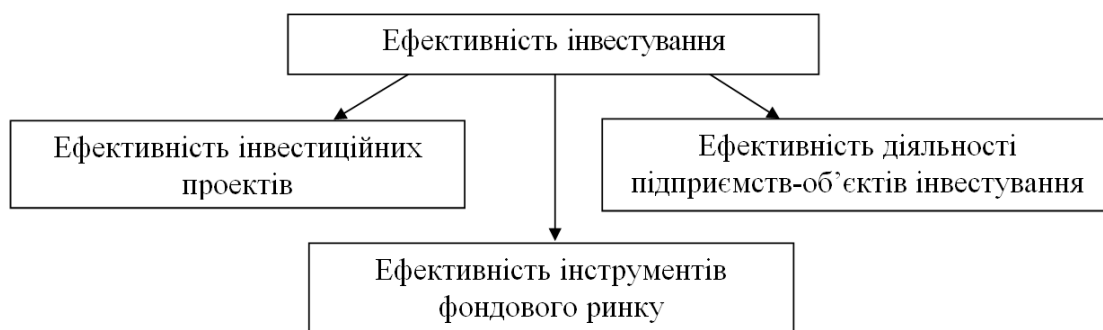 Ефективність інвестування
Ефективність інвестиційних
проектів
Ефективність діяльності
підприємств-об’єктів інвестування
Ефективність інструментів
фондового ринку